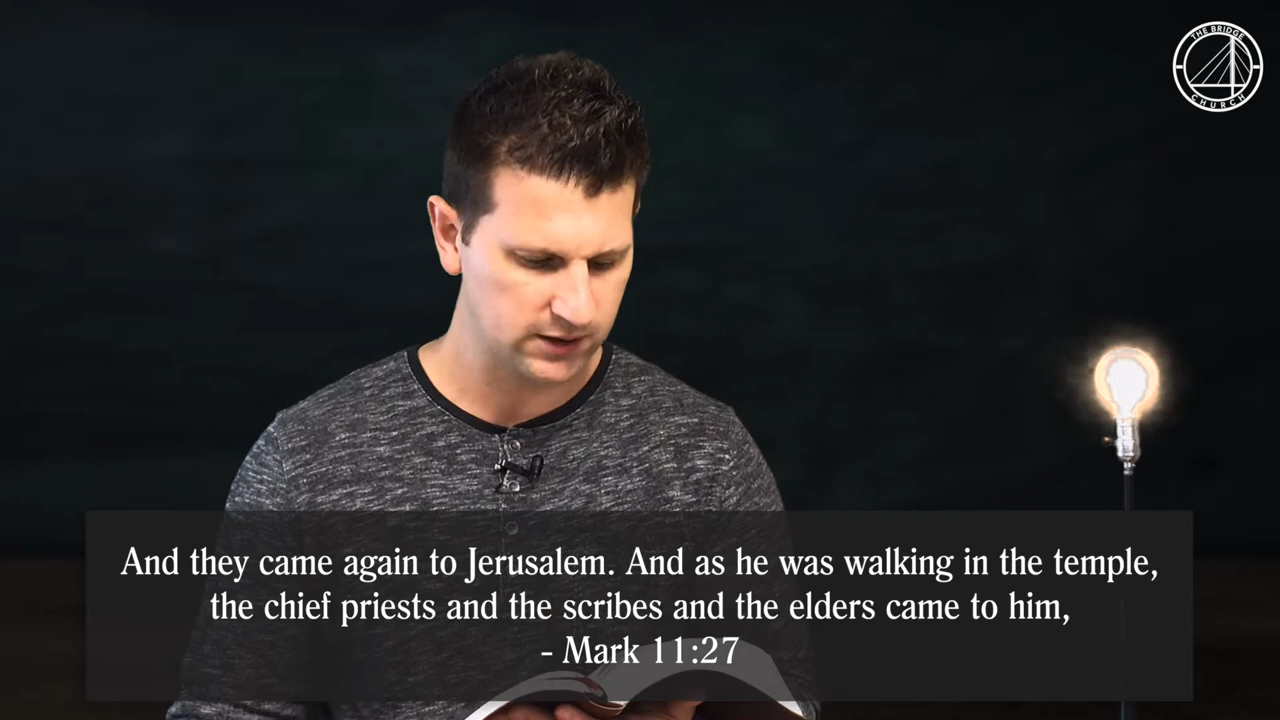 THE BRIDGE
CHURCH
And they came again to Jerusalem. And as he was walking in the temple,
the chief priests and the scribes and the elders came to him,
- Mark 11:27